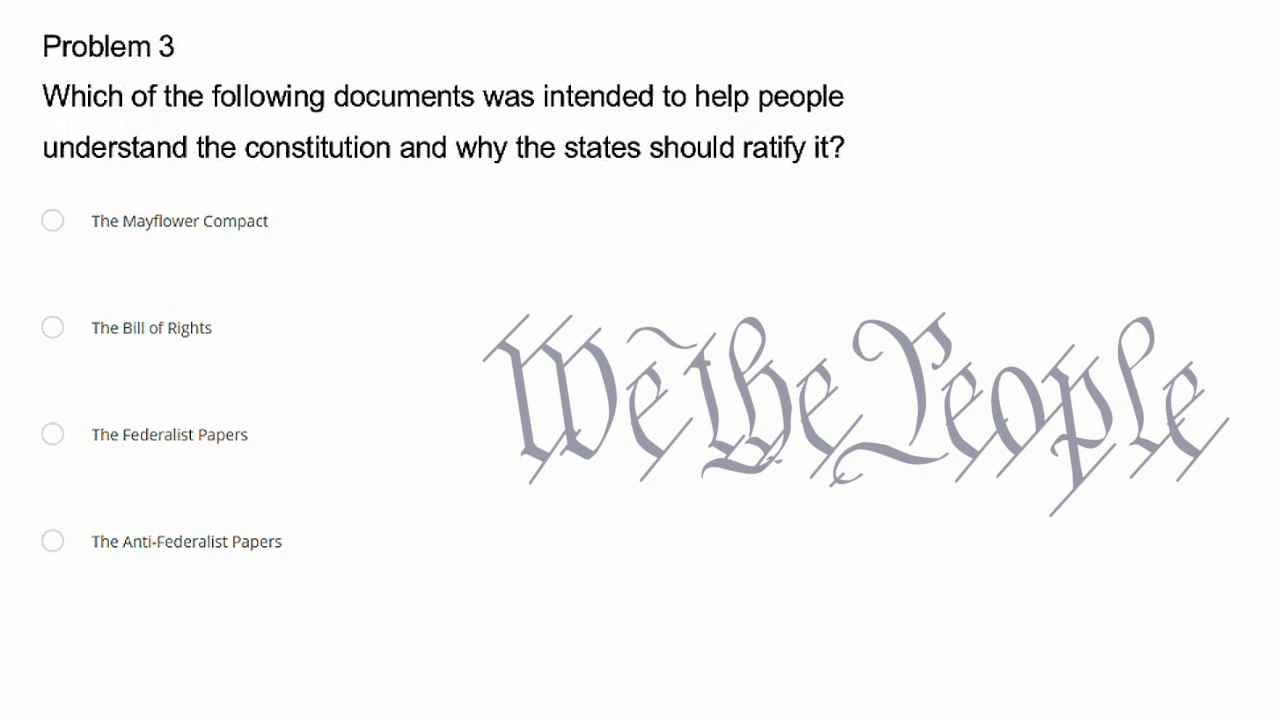 Problem 3
Which of the following documents was intended to help people
understand the constitution and why the states should ratify it?
The Mayflower Compact
The Bill of Rights
The Federalist Papers
The Anti-Federalist Papers
We the People